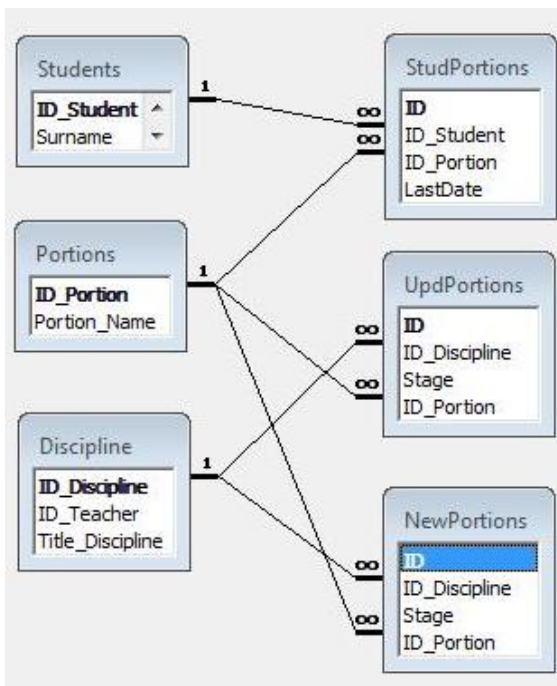 Students
ID_Student
Surname
1
∞
∞
StudPortions
ID
ID_Student
ID_Portion
LastDate
Portions
ID_Portion
Portion_Name
1
∞
∞
UpdPortions
ID
ID_Discipline
Stage
ID_Portion
Discipline
ID_Discipline
ID_Teacher
Title_Discipline
1
∞
∞
NewPortions
ID
ID_Discipline
Stage
ID_Portion